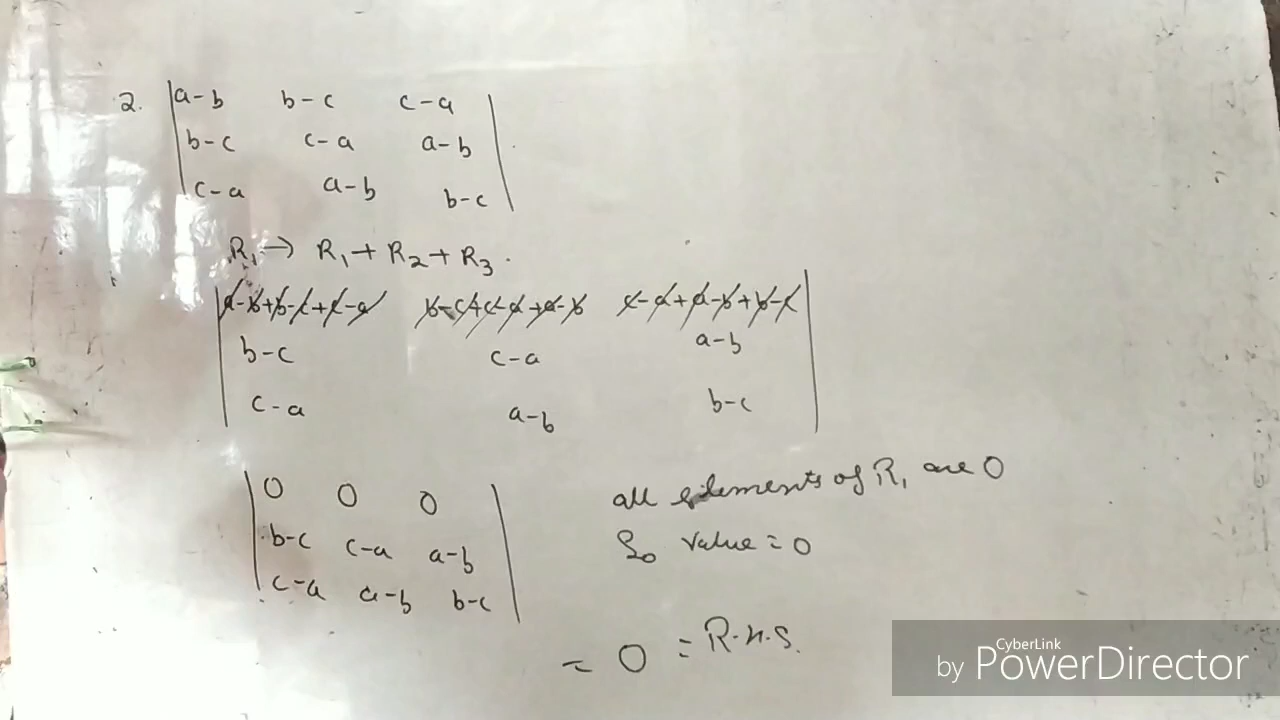 2. |a-b b-c c-a|
|b-c c-a a-b|
|c-a a-b b-c|
R₁ → R₁ + R₂ + R₃.
|a-b+b-c+c-a b-c+c-a+a-b c-a+a-b+b-c|
|b-c c-a a-b|
|c-a a-b b-c|
|0 0 0|
|b-c c-a a-b|
|c-a a-b b-c|
all elements of R₁ are 0
So value = 0
= 0 = R.H.S.
CyberLink
by PowerDirector